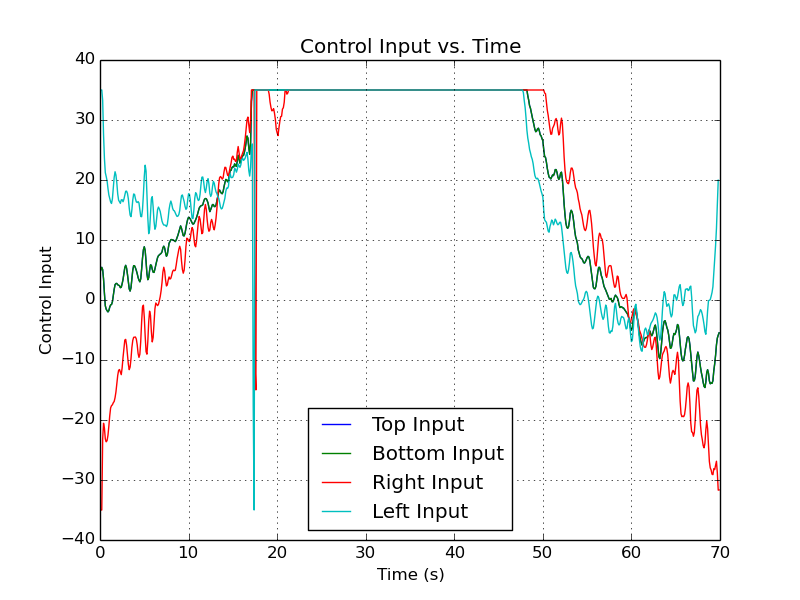 Control Input vs. Time
40
30
20
10
0
−10
−20
−30
−40
Control Input
Top Input
Bottom Input
Right Input
Left Input
0 10 20 30 40 50 60 70
Time (s)